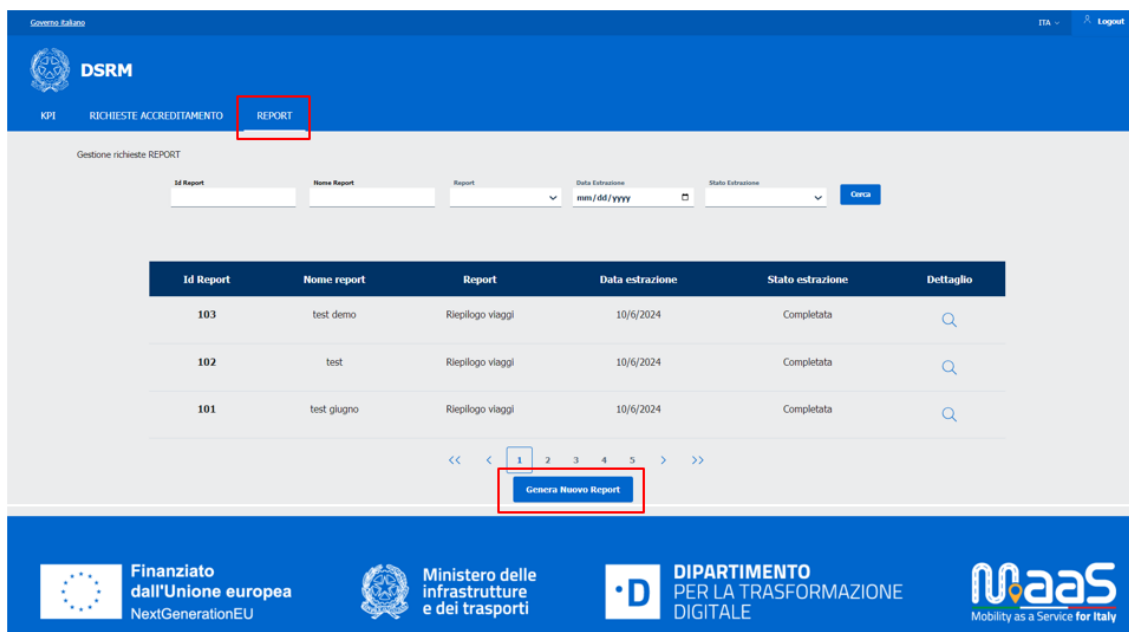 Governo italiano
ITA
Logout
DSRM
KPI RICHIESTE ACCREDITAMENTO REPORT
Gestione richieste REPORT
Id Report Nome Report Report Data Estrazione Stato Estrazione
mm/dd/yyyy
Cerca
Id Report Nome report Report Data estrazione Stato estrazione Dettaglio
103 test demo Riepilogo viaggi 10/6/2024 Completata
102 test Riepilogo viaggi 10/6/2024 Completata
101 test giugno Riepilogo viaggi 10/6/2024 Completata
<< < 1 2 3 4 5 > >>
Genera Nuovo Report
Finanziato
dall'Unione europea
NextGenerationEU
Ministero delle
infrastrutture
e dei trasporti
·D
DIPARTIMENTO
PER LA TRASFORMAZIONE
DIGITALE
MaaS
Mobility as a Service for Italy